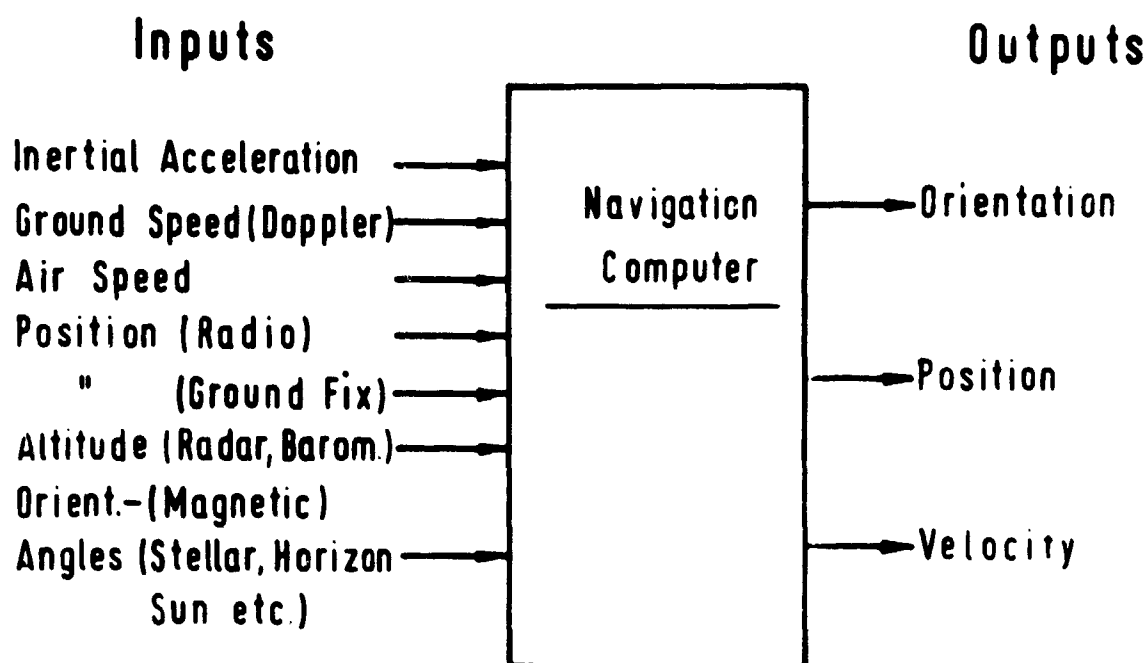 Inputs
Outputs
Inertial Acceleration
Ground Speed (Doppler)
Air Speed
Position (Radio)
" (Ground Fix)
Altitude (Radar, Barom.)
Orient.-(Magnetic)
Angles (Stellar, Horizon
Sun etc.)
Navigation
Computer
Orientation
Position
Velocity